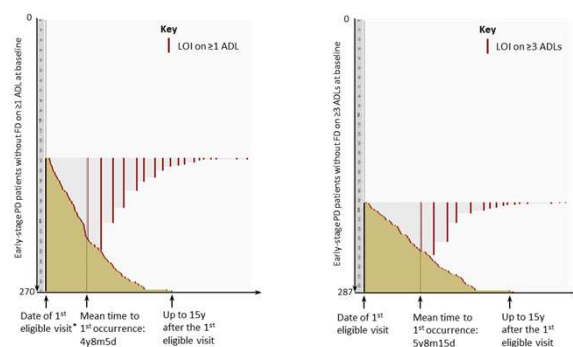 0
Key
LOI on ≥1 ADL
Early-stage PD patients without FD on ≥1 ADL at baseline
270
Date of 1st
eligible visit*
Mean time to
1st occurrence:
4y8m5d
Up to 15y
after the 1st
eligible visit
0
Key
LOI on ≥3 ADLs
Early-stage PD patients without FD on ≥3 ADLs at baseline
287
Date of 1st
eligible visit
Mean time to
1st occurrence:
5y8m15d
Up to 15y
after the 1st
eligible visit